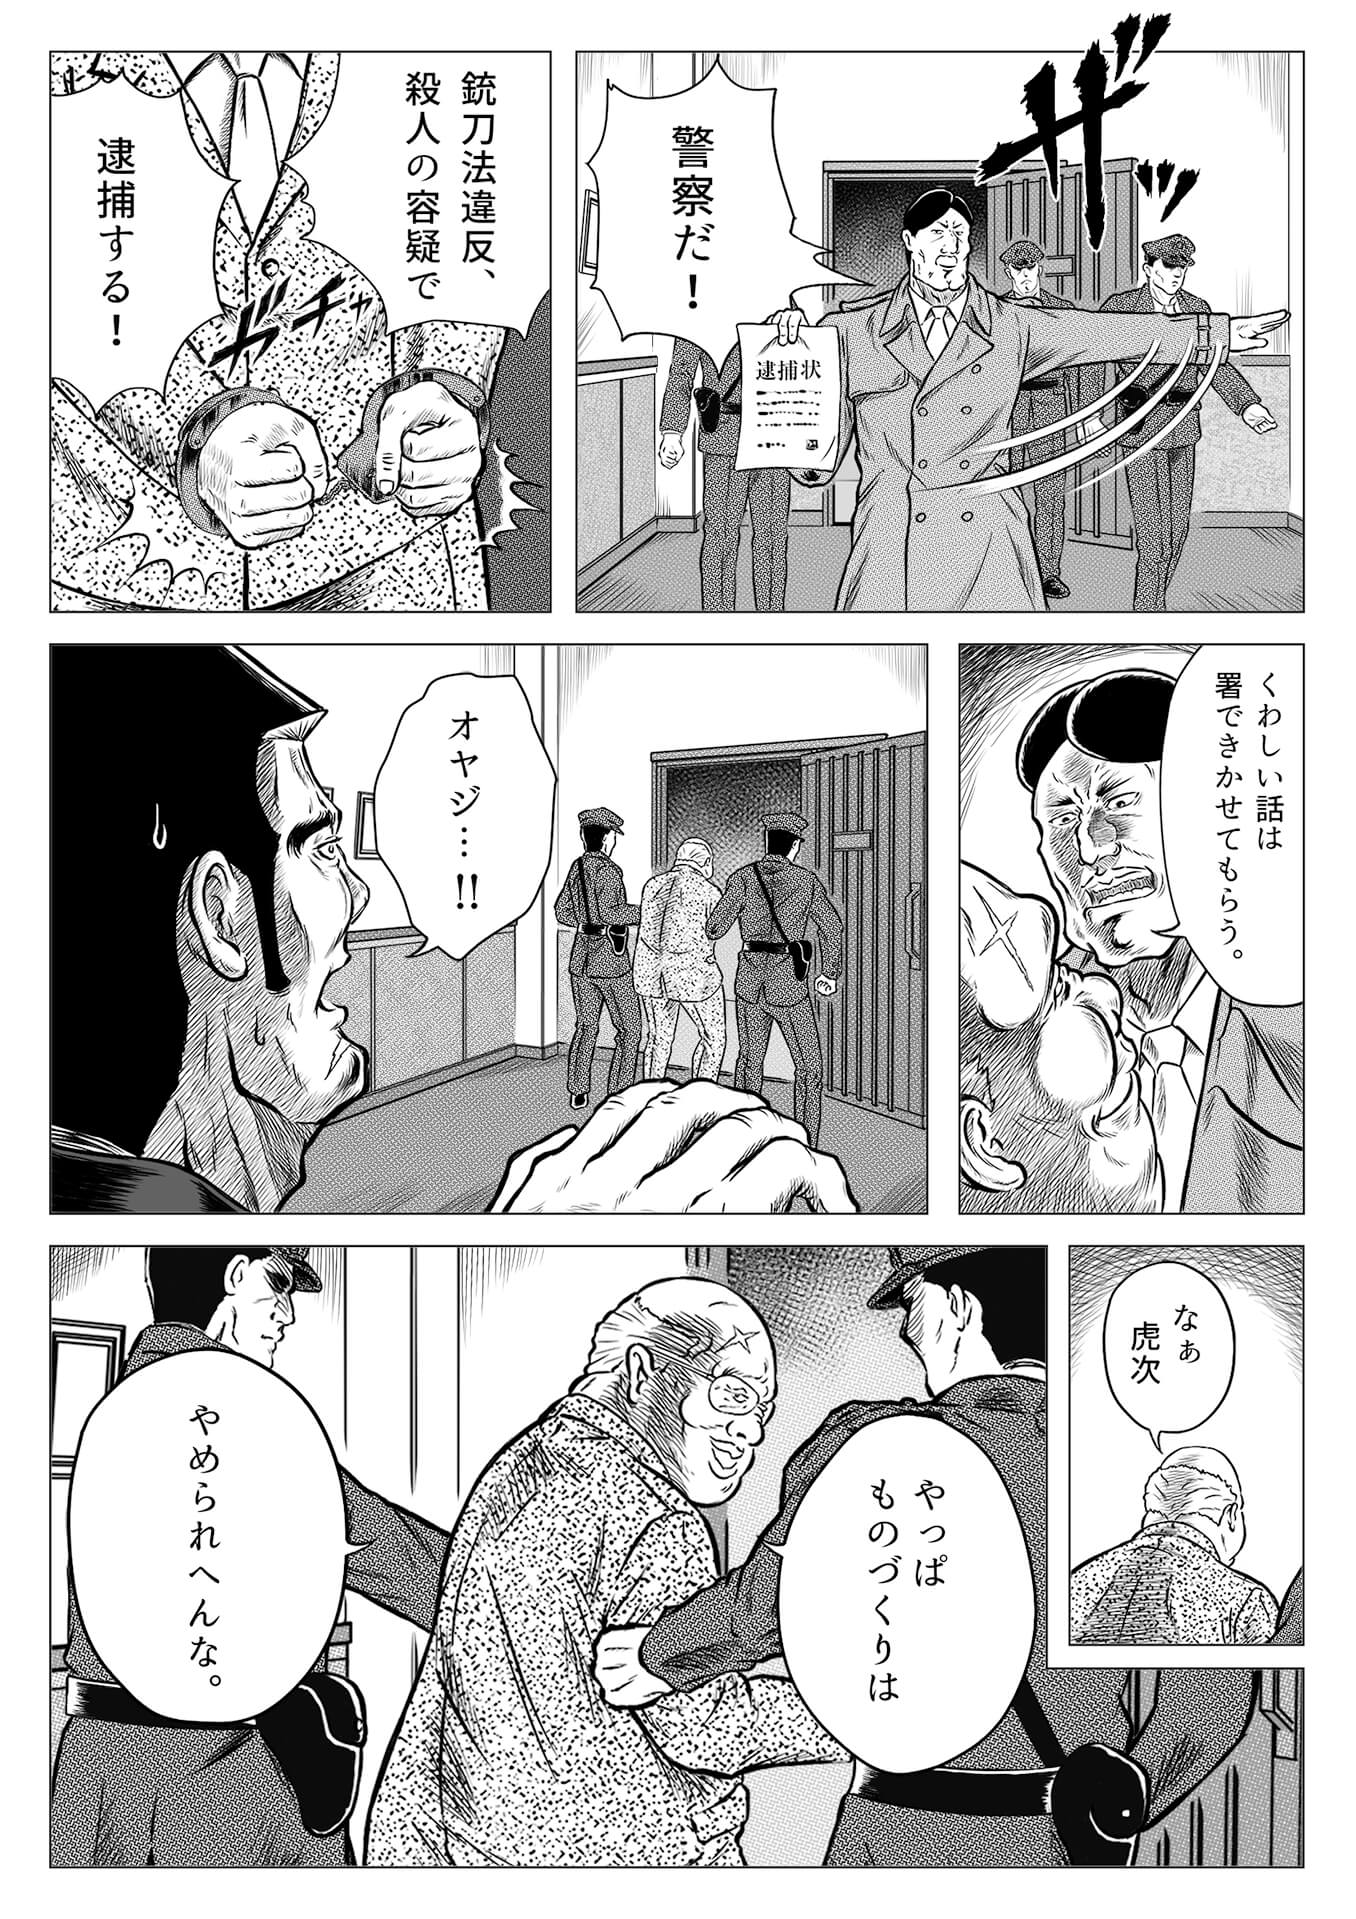 ザッ
警察だ！
逮捕状
銃刀法違反、
殺人の容疑で
ガチャ
逮捕する！
くわしい話は
署できかせてもらう。
オヤジ…!!
なぁ
虎次
やっぱ
ものづくりは
やめられへんな。